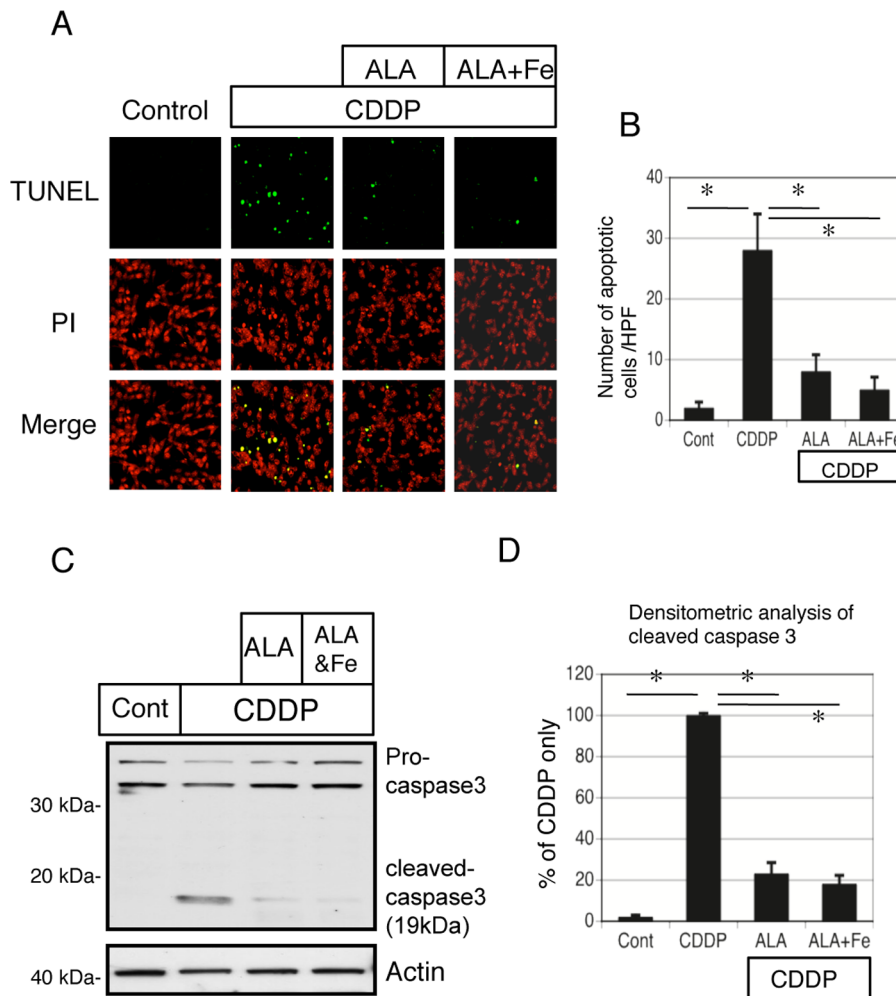 A
ALA
ALA+Fe
Control
CDDP
TUNEL
PI
Merge
B
Number of apoptotic
cells /HPF
40
30
20
10
0
*
*
*
Cont
CDDP
ALA
ALA+Fe
CDDP
C
ALA
ALA
&Fe
Cont
CDDP
Pro-
caspase3
30 kDa-
20 kDa-
cleaved-
caspase3
(19kDa)
40 kDa-
Actin
D
Densitometric analysis of
cleaved caspase 3
% of CDDP only
120
100
80
60
40
20
0
*
*
*
Cont
CDDP
ALA
ALA+Fe
CDDP